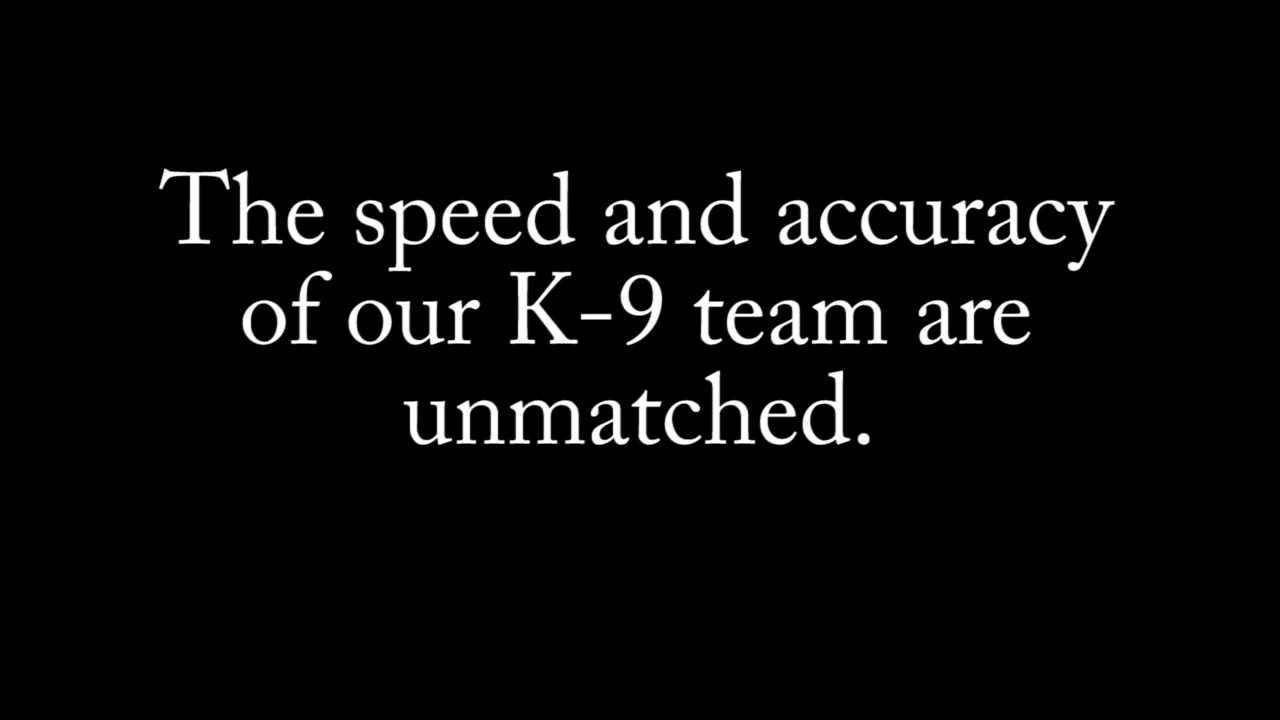 The speed and accuracy
of our K-9 team are
unmatched.